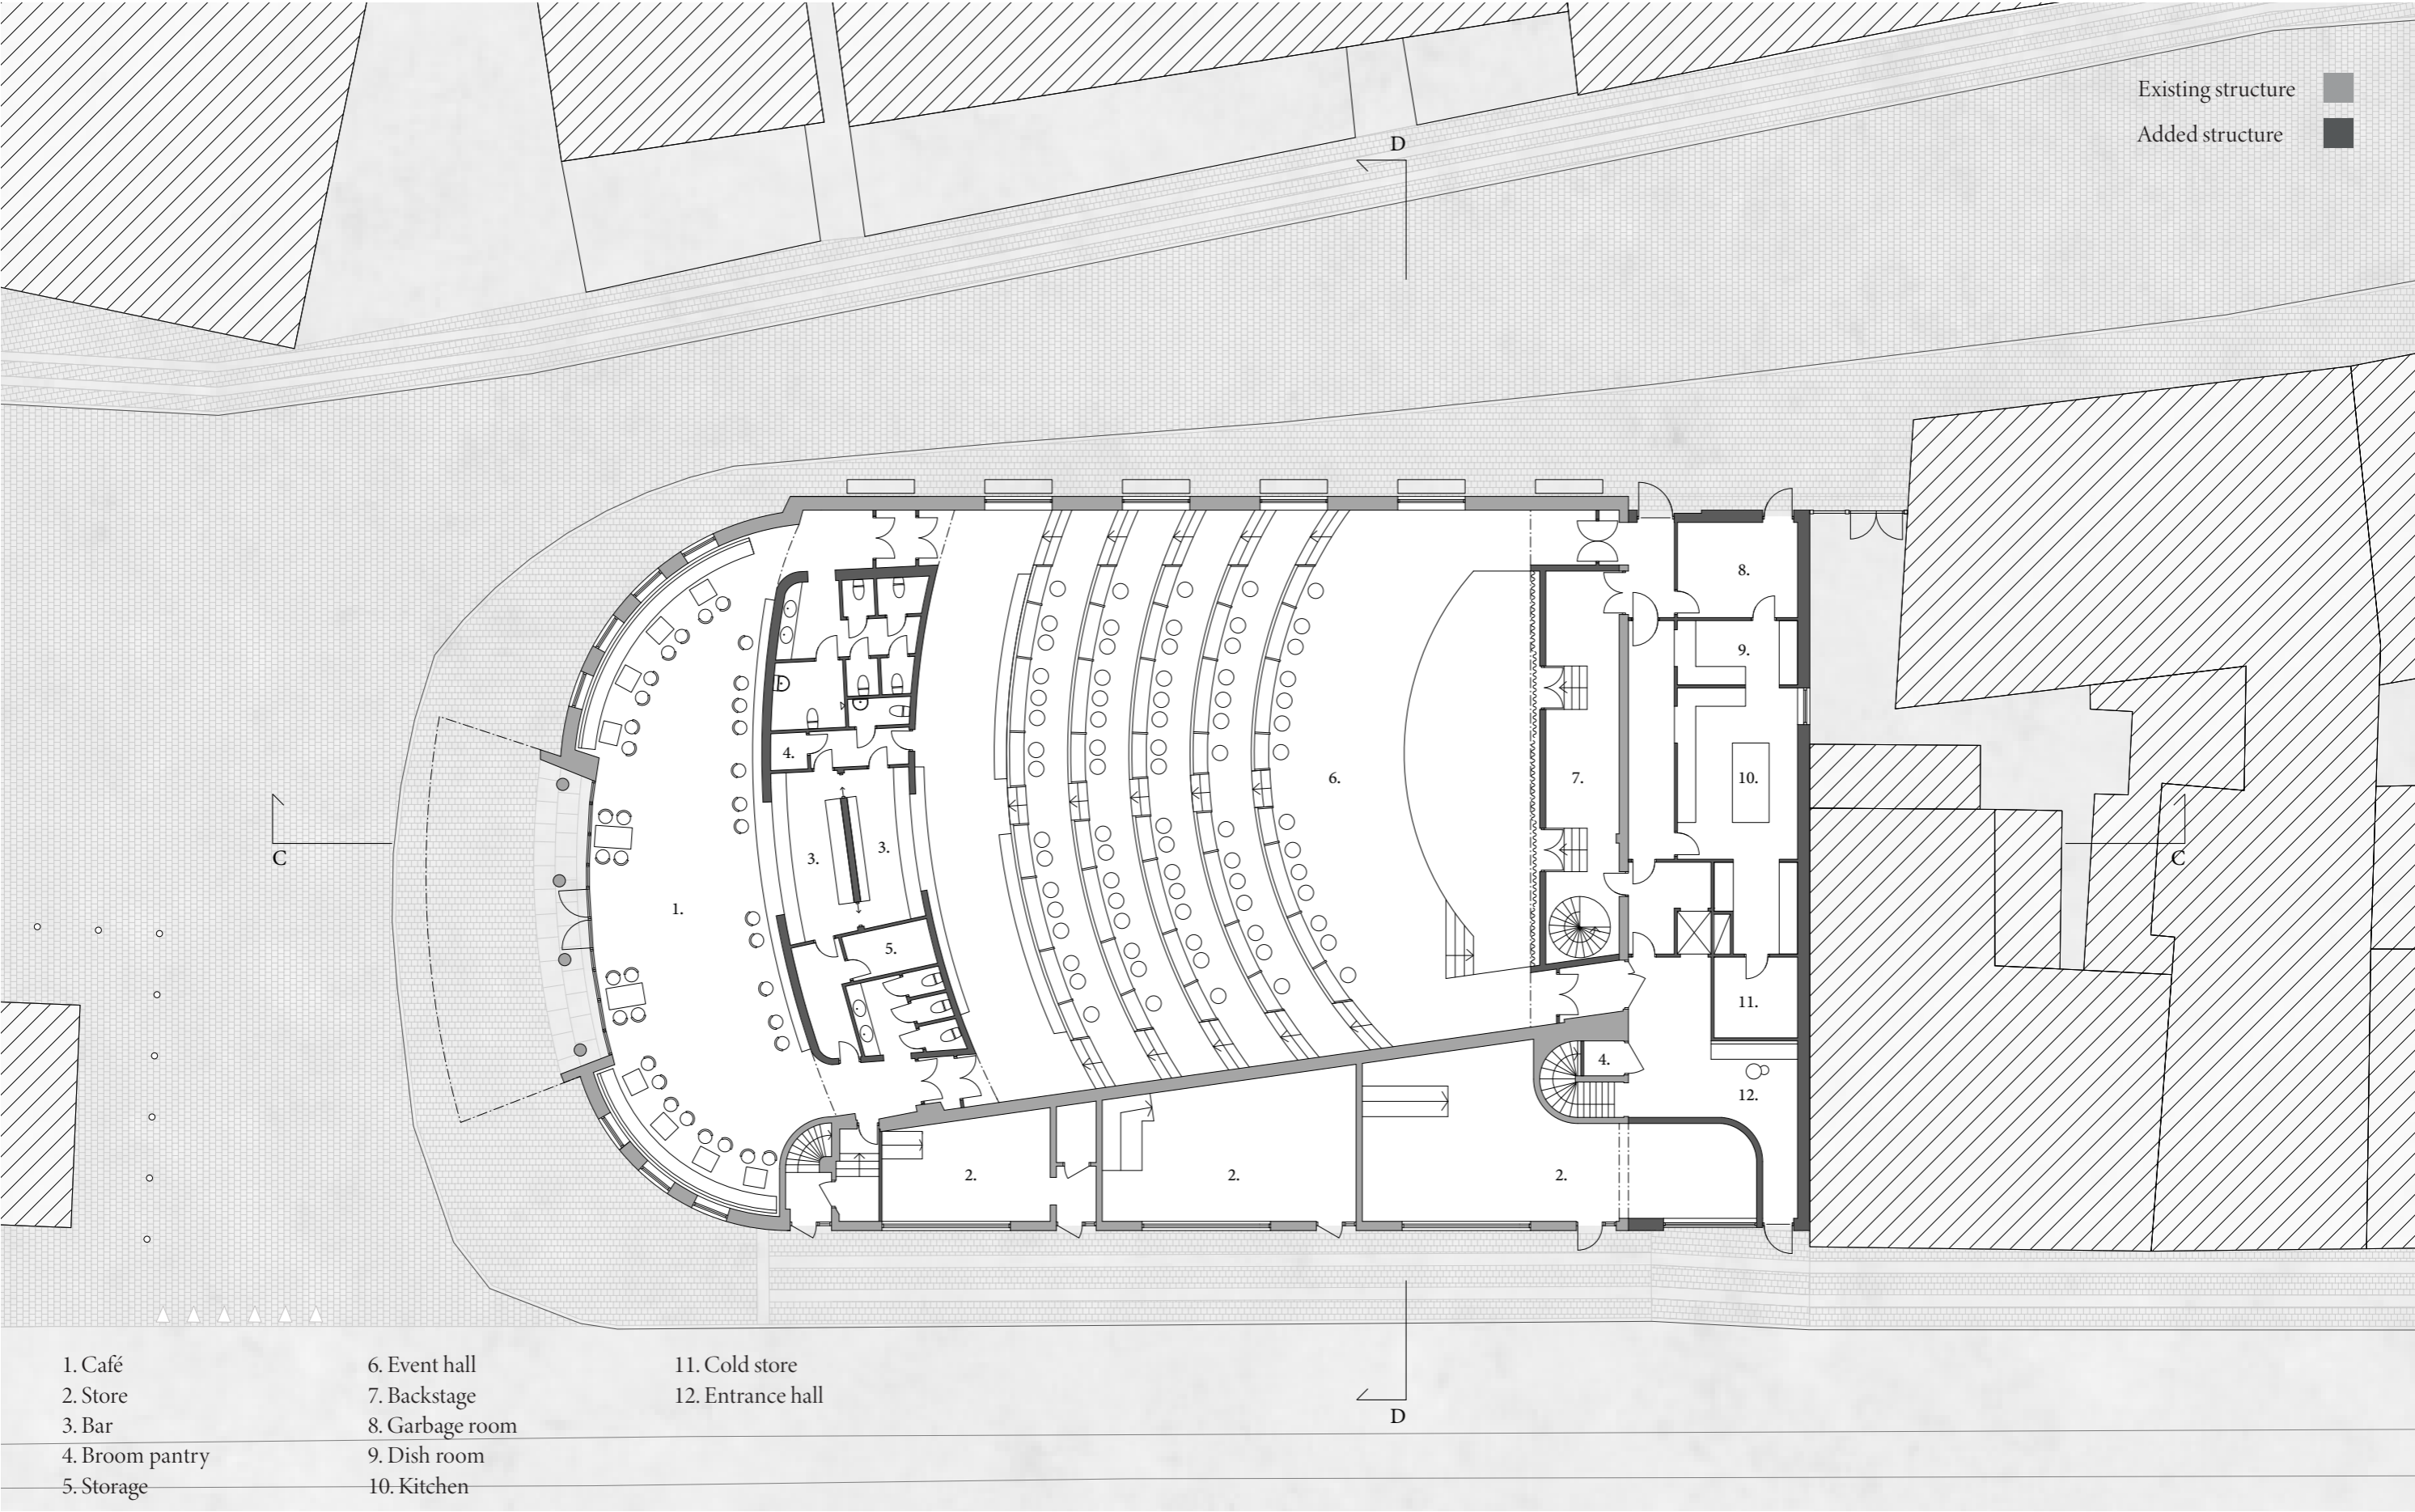 Existing structure
Added structure
D
8.
9.
4.
6.
7.
10.
3.
3.
C
C
1.
5.
11.
4.
12.
2.
2.
2.
D
1. Café
2. Store
3. Bar
4. Broom pantry
5. Storage
6. Event hall
7. Backstage
8. Garbage room
9. Dish room
10. Kitchen
11. Cold store
12. Entrance hall